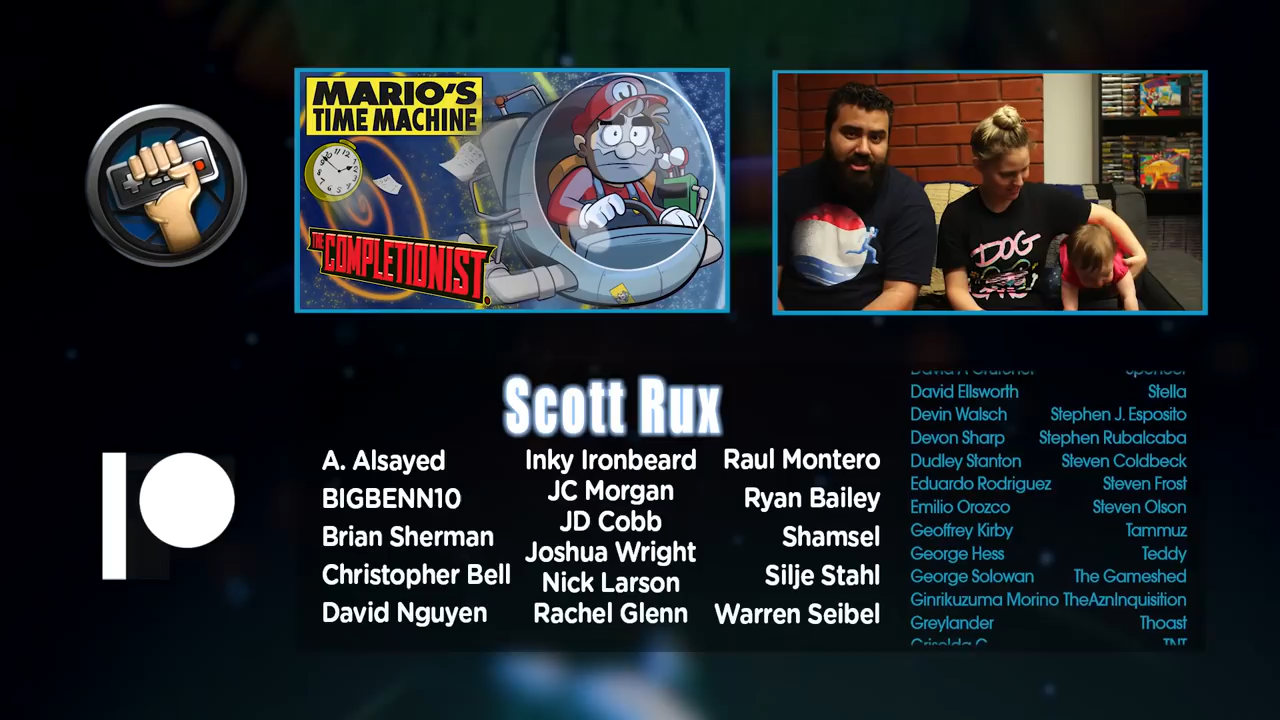 MARIO'S
TIME MACHINE
THE COMPLETIONIST
DOG
Scott Rux
A. Alsayed
BIGBENN10
Brian Sherman
Christopher Bell
David Nguyen
Inky Ironbeard
JC Morgan
JD Cobb
Joshua Wright
Nick Larson
Rachel Glenn
Raul Montero
Ryan Bailey
Shamsel
Silje Stahl
Warren Seibel
David Ellsworth
Devin Walsch
Devon Sharp
Dudley Stanton
Eduardo Rodriguez
Emilio Orozco
Geoffrey Kirby
George Hess
George Solowan
Ginrikuzuma Morino
Greylander
Spencer
Stella
Stephen J. Esposito
Stephen Rubalcaba
Steven Coldbeck
Steven Frost
Steven Olson
Tammuz
Teddy
The Gameshed
TheAznInquisition
Thoast
TNT